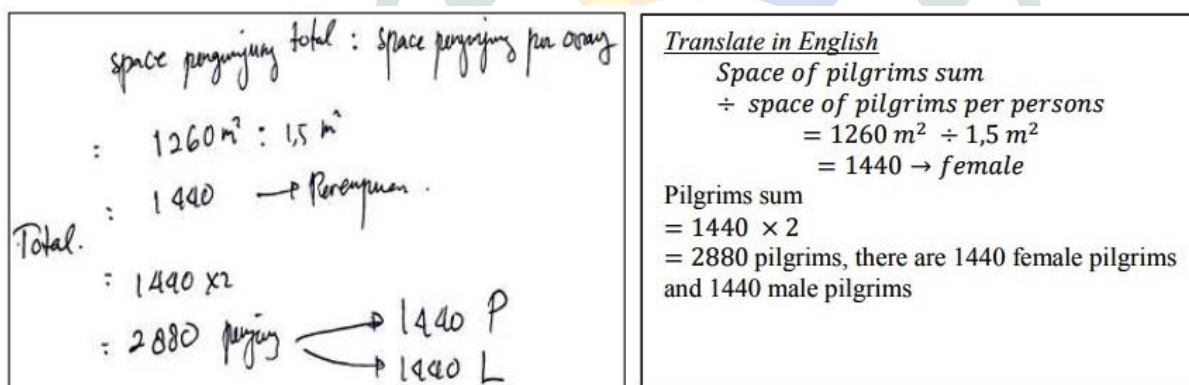 space pengunjung total : space pengunjung per orang
= 1260 m² : 1,5 m²
= 1440 → Perempuan.
Total.
= 1440 x2
= 2880 → 1440 P
→ 1440 L
Translate in English
Space of pilgrims sum
÷ space of pilgrims per persons
= 1260 m² ÷ 1,5 m²
= 1440 → female
Pilgrims sum
= 1440 × 2
= 2880 pilgrims, there are 1440 female pilgrims
and 1440 male pilgrims